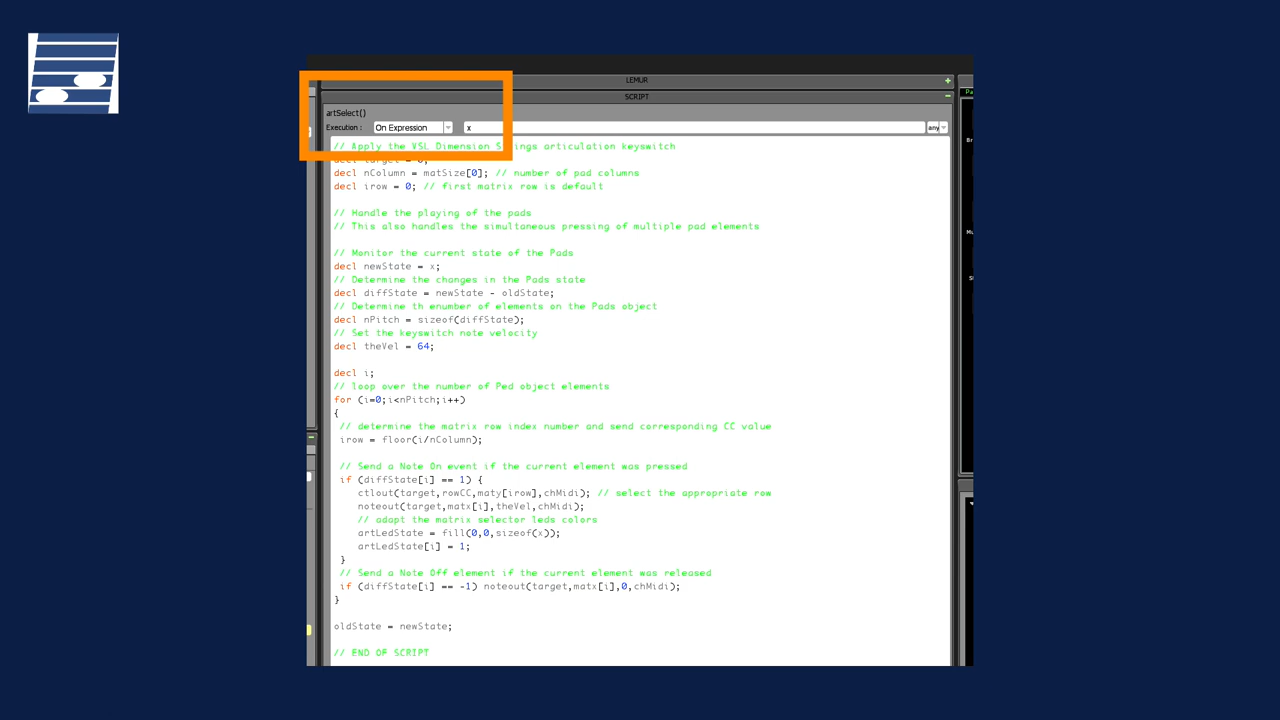 LEMUR
+
SCRIPT
artSelect()
Execution : On Expression x any
// Apply the VSL Dimension Strings articulation keyswitch
decl target = 0;
decl nColumn = matSize[0]; // number of pad columns
decl irow = 0; // first matrix row is default
// Handle the playing of the pads
// This also handles the simultaneous pressing of multiple pad elements
// Monitor the current state of the Pads
decl newState = x;
// Determine the changes in the Pads state
decl diffState = newState - oldState;
// Determine th enumber of elements on the Pads object
decl nPitch = sizeof(diffState);
// Set the keyswitch note velocity
decl theVel = 64;
decl i;
// loop over the number of Ped object elements
for (i=0;i<nPitch;i++)
{
// determine the matrix row index number and send corresponding CC value
irow = floor(i/nColumn);
// Send a Note On event if the current element was pressed
if (diffState[i] == 1) {
ctlout(target,rowCC,maty[irow],chMidi); // select the appropriate row
noteout(target,matx[i],theVel,chMidi);
// adapt the matrix selector leds colors
artLedState = fill(0,0,sizeof(x));
artLedState[i] = 1;
}
// Send a Note Off element if the current element was released
if (diffState[i] == -1) noteout(target,matx[i],0,chMidi);
}
oldState = newState;
// END OF SCRIPT